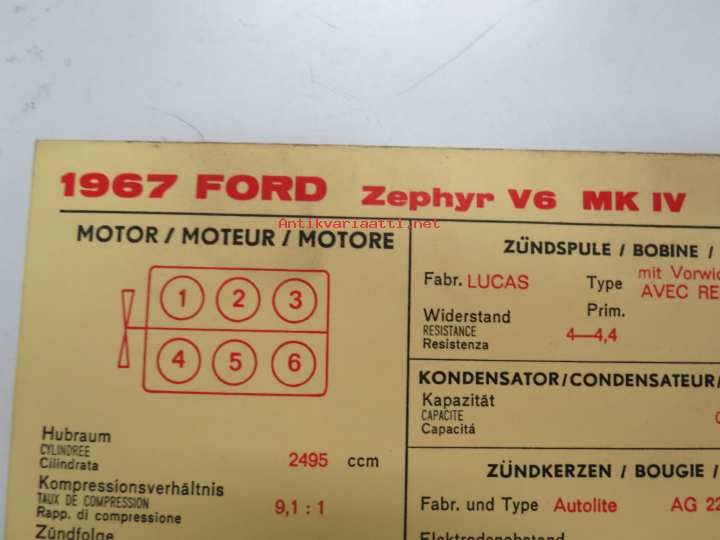 1967 FORD Zephyr V6 MK IV
Antikvariaatti.net
MOTOR / MOTEUR / MOTORE
1 2 3
4 5 6
Hubraum
CYLINDREE
Cilindrata
2495 ccm
Kompressionsverhältnis
TAUX DE COMPRESSION
Rapp. di compressione
9,1 : 1
Zündfolge
ZÜNDSPULE / BOBINE /
Fabr. LUCAS Type mit Vorwid
AVEC RE
Widerstand Prim.
RESISTANCE
Resistenza
4—4,4
KONDENSATOR/CONDENSATEUR/
Kapazität
CAPACITE
Capacitá
ZÜNDKERZEN / BOUGIE /
Fabr. und Type Autolite AG 22
Elektrodenabstand